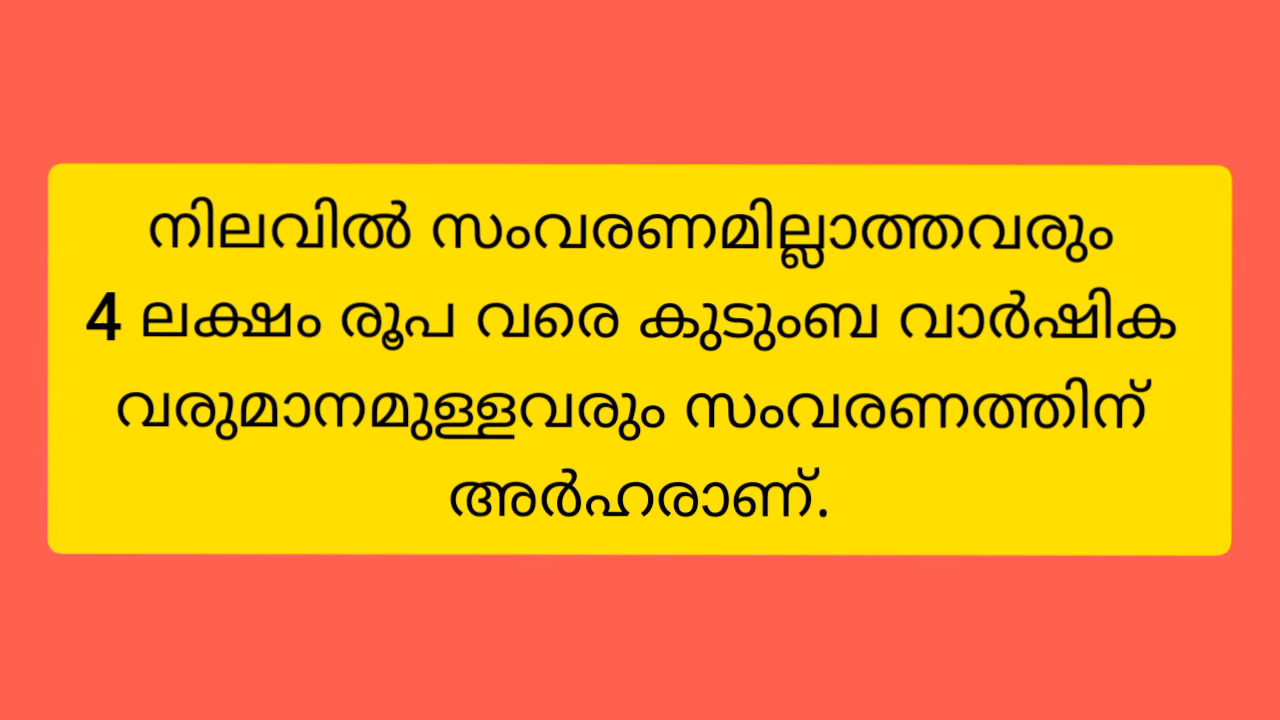 നിലവിൽ സംവരണമില്ലാത്തവരും
4 ലക്ഷം രൂപ വരെ കുടുംബ വാർഷിക
വരുമാനമുള്ളവരും സംവരണത്തിന്
അർഹരാണ്.